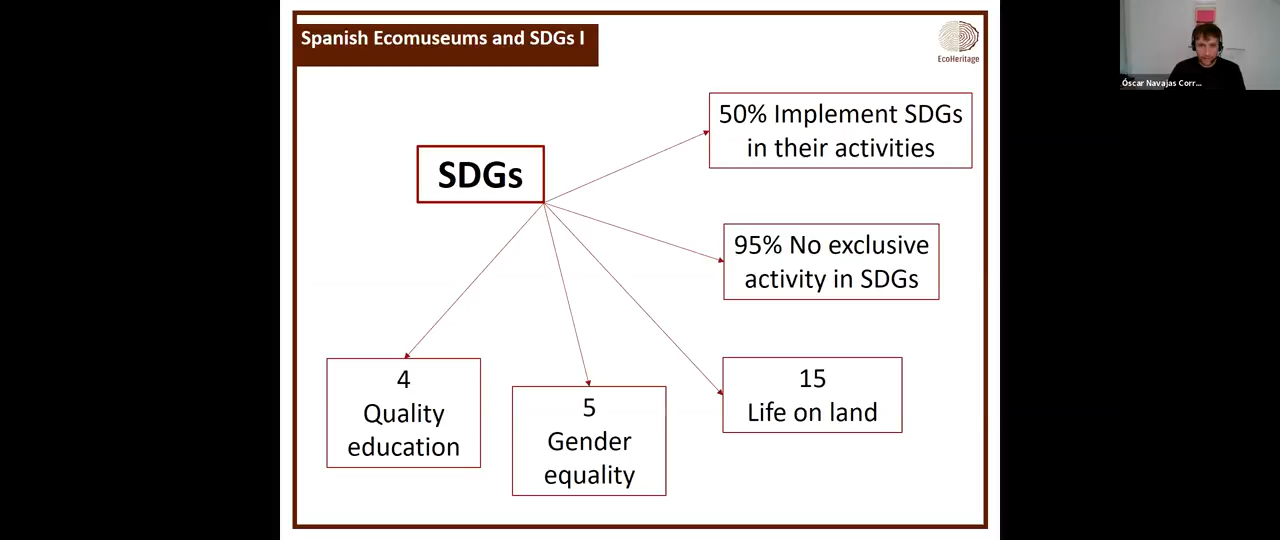 Spanish Ecomuseums and SDGs I
EcoHeritage
Óscar Navajas Corr...
SDGs
50% Implement SDGs
in their activities
95% No exclusive
activity in SDGs
4
Quality
education
5
Gender
equality
15
Life on land